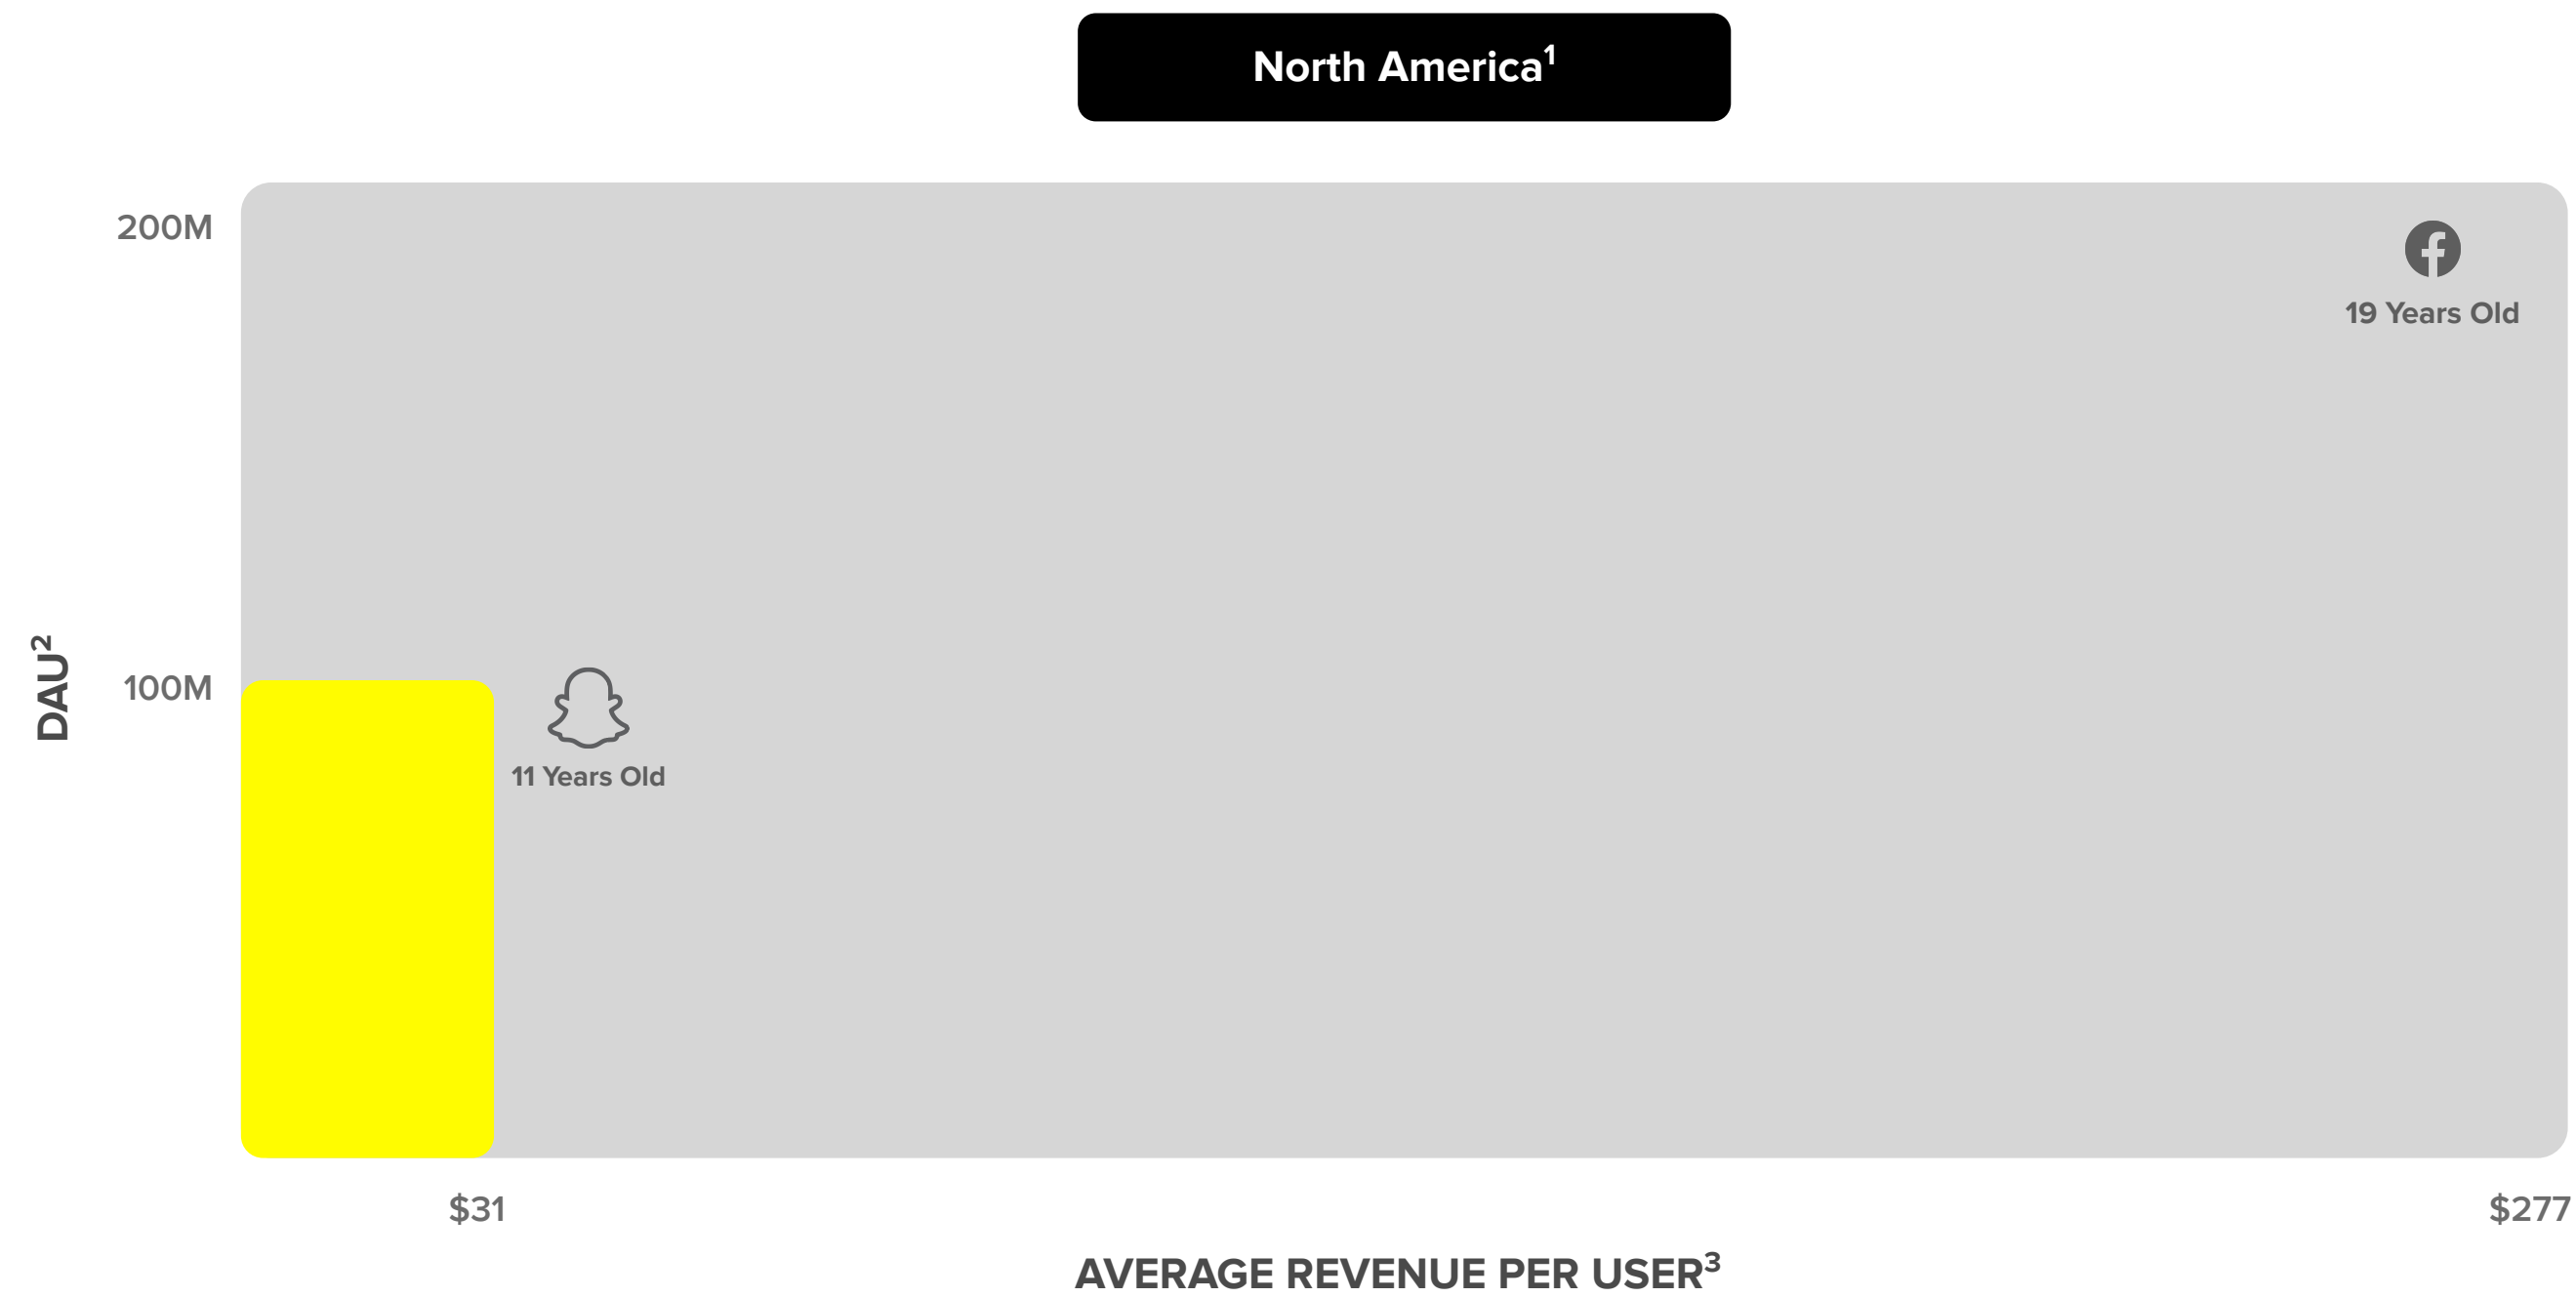 North America¹
200M
19 Years Old
DAU²
100M
11 Years Old
$31
$277
AVERAGE REVENUE PER USER³